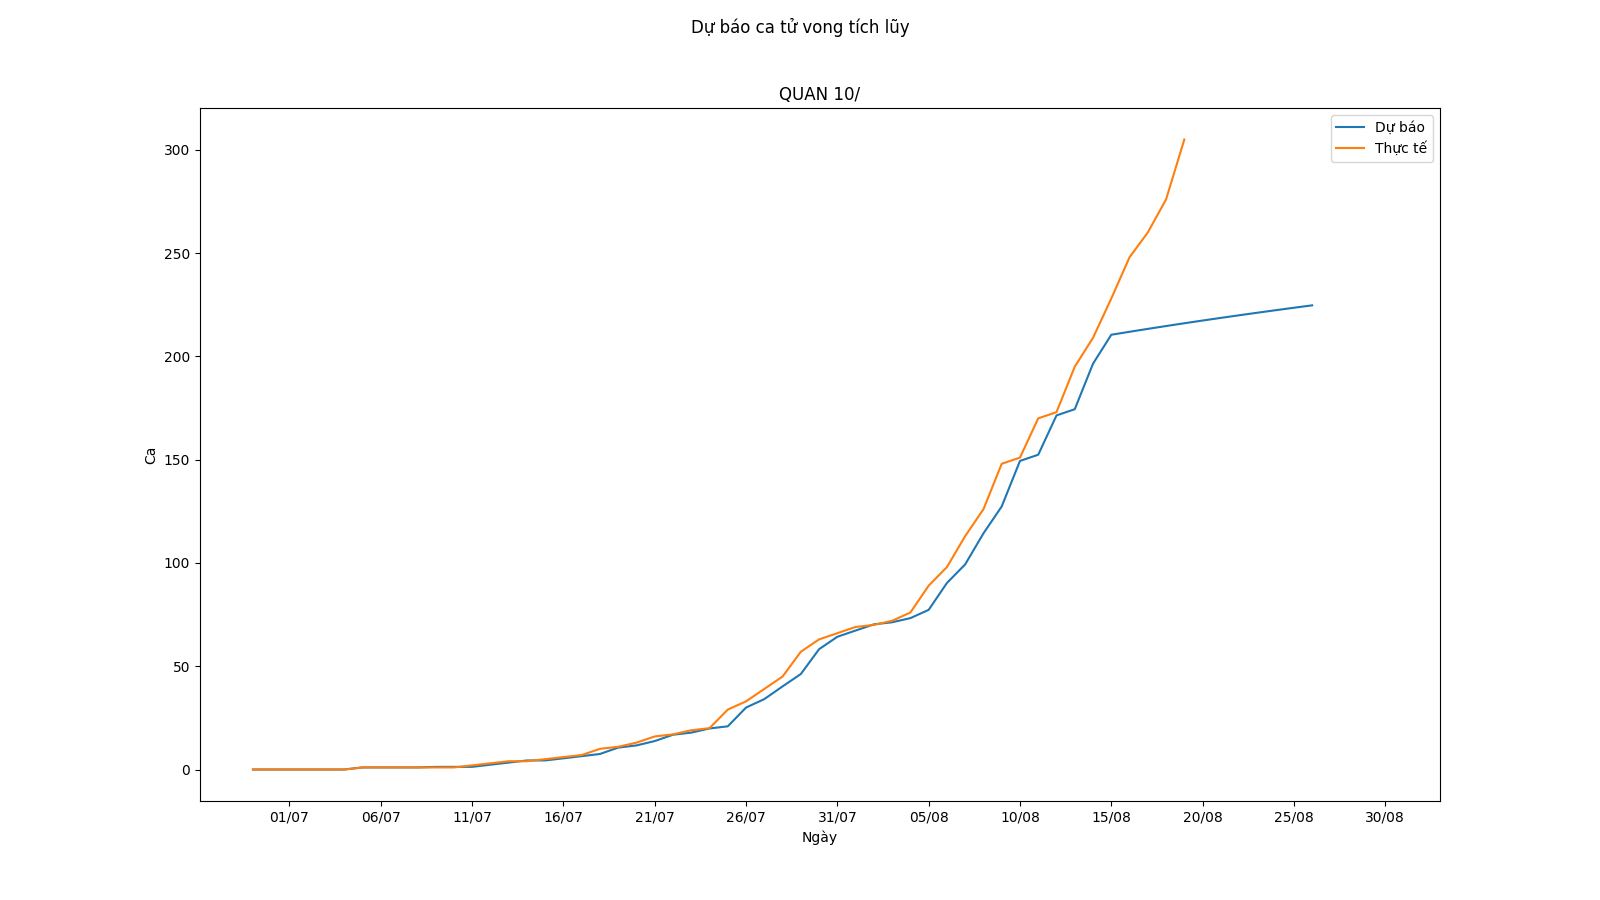 Dự báo ca tử vong tích lũy
QUAN 10/
Dự báo
Thực tế
300
250
200
150
100
50
0
Ca
01/07 06/07 11/07 16/07 21/07 26/07 31/07 05/08 10/08 15/08 20/08 25/08 30/08
Ngày